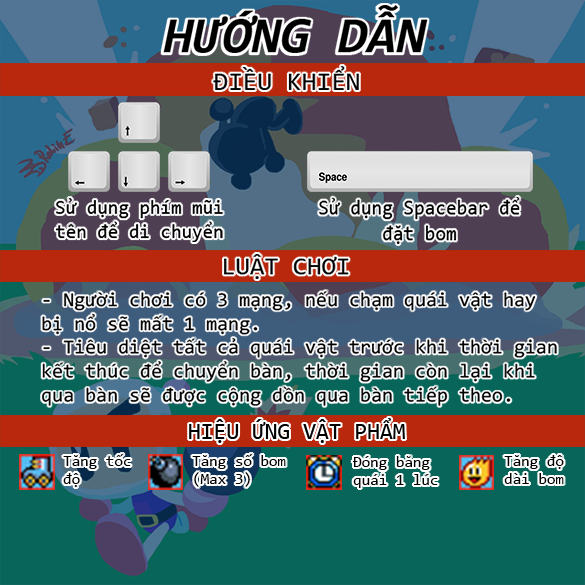 HƯỚNG DẪN
ĐIỀU KHIỂN
↑
← ↓ →
Space
Sử dụng phím mũi
tên để di chuyển
Sử dụng Spacebar để
đặt bom
LUẬT CHƠI
- Người chơi có 3 mạng, nếu chạm quái vật hay
bị nổ sẽ mất 1 mạng.
- Tiêu diệt tất cả quái vật trước khi thời gian
kết thúc để chuyển bàn, thời gian còn lại khi
qua bàn sẽ được cộng dồn qua bàn tiếp theo.
HIỆU ỨNG VẬT PHẨM
Tăng tốc
độ
Tăng số bom
(Max 3)
Đóng băng
quái 1 lúc
Tăng độ
dài bom